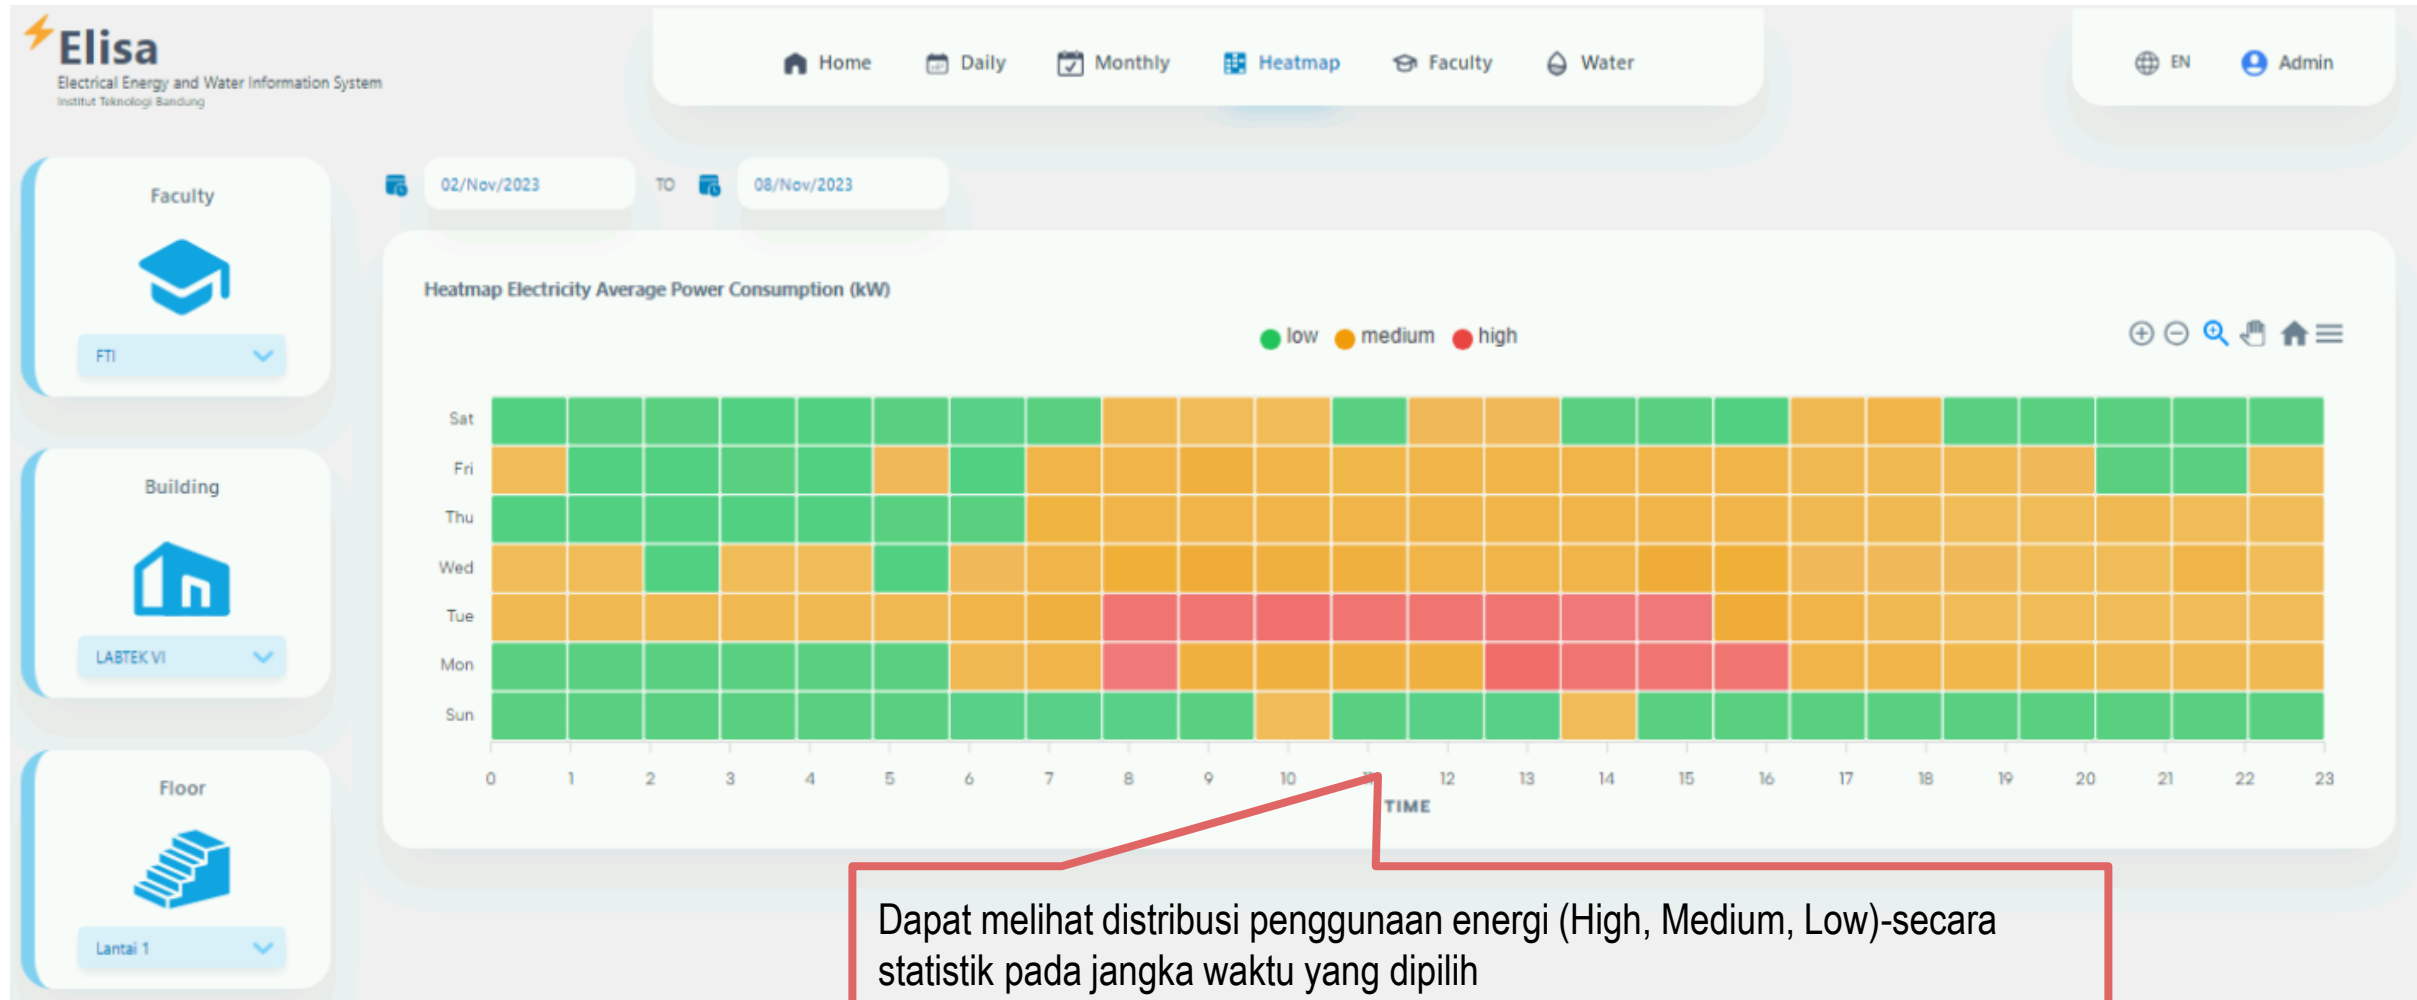 Elisa
Electrical Energy and Water Information System
Institut Teknologi Bandung
Home Daily Monthly Heatmap Faculty Water
EN Admin
Faculty
FTI
Building
LABTEK VI
Floor
Lantai 1
02/Nov/2023 TO 08/Nov/2023
Heatmap Electricity Average Power Consumption (kW)
low medium high
Sat
Fri
Thu
Wed
Tue
Mon
Sun
0 1 2 3 4 5 6 7 8 9 10 12 13 14 15 16 17 18 19 20 21 22 23
TIME
Dapat melihat distribusi penggunaan energi (High, Medium, Low)-secara
statistik pada jangka waktu yang dipilih